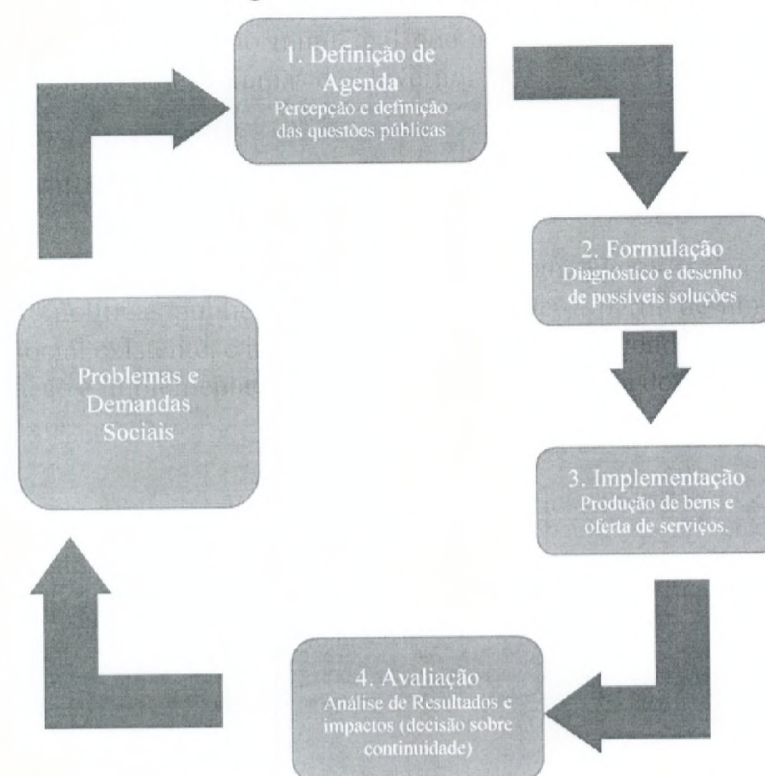 1. Definição de
Agenda
Percepção e definição
das questões públicas
2. Formulação
Diagnóstico e desenho
de possíveis soluções
Problemas e
Demandas
Sociais
3. Implementação
Produção de bens e
oferta de serviços.
4. Avaliação
Análise de Resultados e
impactos (decisão sobre
continuidade)